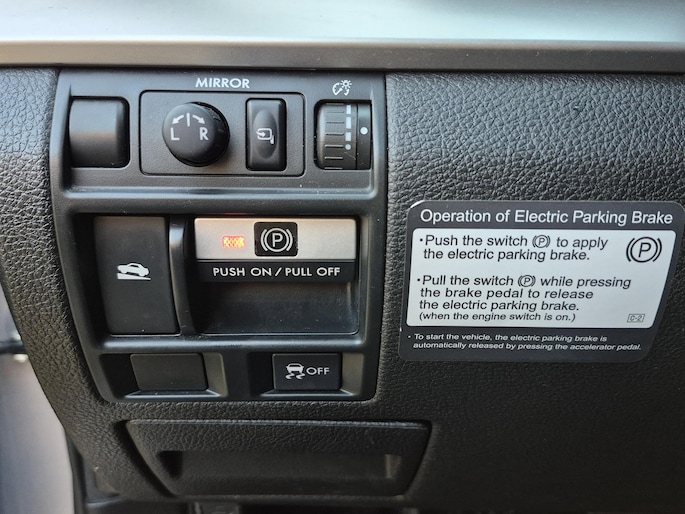 MIRROR
L R
(P)
PUSH ON / PULL OFF
OFF
Operation of Electric Parking Brake
•Push the switch (P) to apply
the electric parking brake.
(P)
•Pull the switch (P) while pressing
the brake pedal to release
the electric parking brake.
(when the engine switch is on.)
C-2
• To start the vehicle, the electric parking brake is
automatically released by pressing the accelerator pedal.